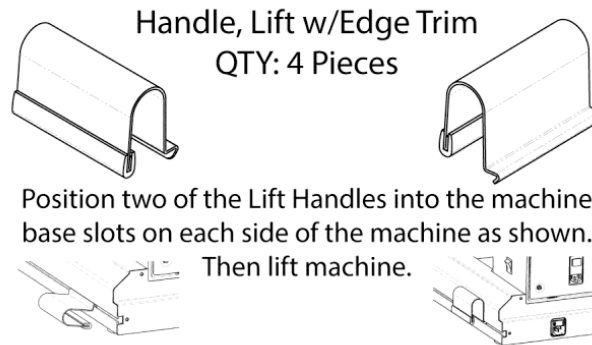 Handle, Lift w/Edge Trim
QTY: 4 Pieces
Position two of the Lift Handles into the machine
base slots on each side of the machine as shown.
Then lift machine.